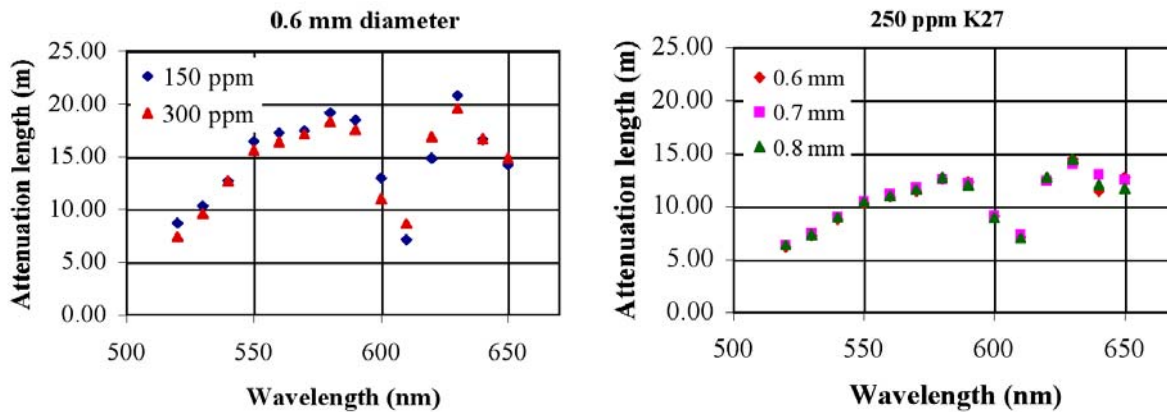 0.6 mm diameter
25.00
20.00
15.00
10.00
5.00
0.00
Attenuation length (m)
150 ppm
300 ppm
500
550
600
650
Wavelength (nm)
250 ppm K27
25.00
20.00
15.00
10.00
5.00
0.00
Attenuation length (m)
0.6 mm
0.7 mm
0.8 mm
500
550
600
650
Wavelength (nm)